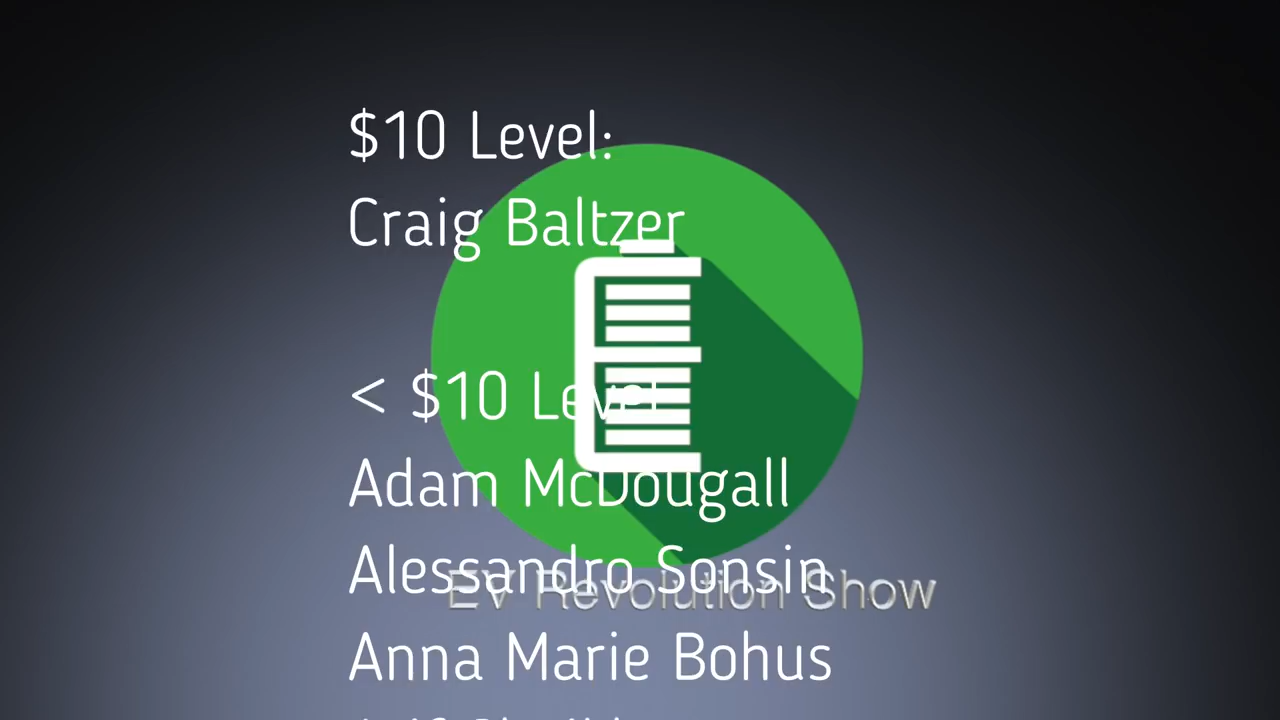 $10 Level:
Craig Baltzer
< $10 Level
Adam McDougall
Alessandro Sonsin
EV Revolution Show
Anna Marie Bohus